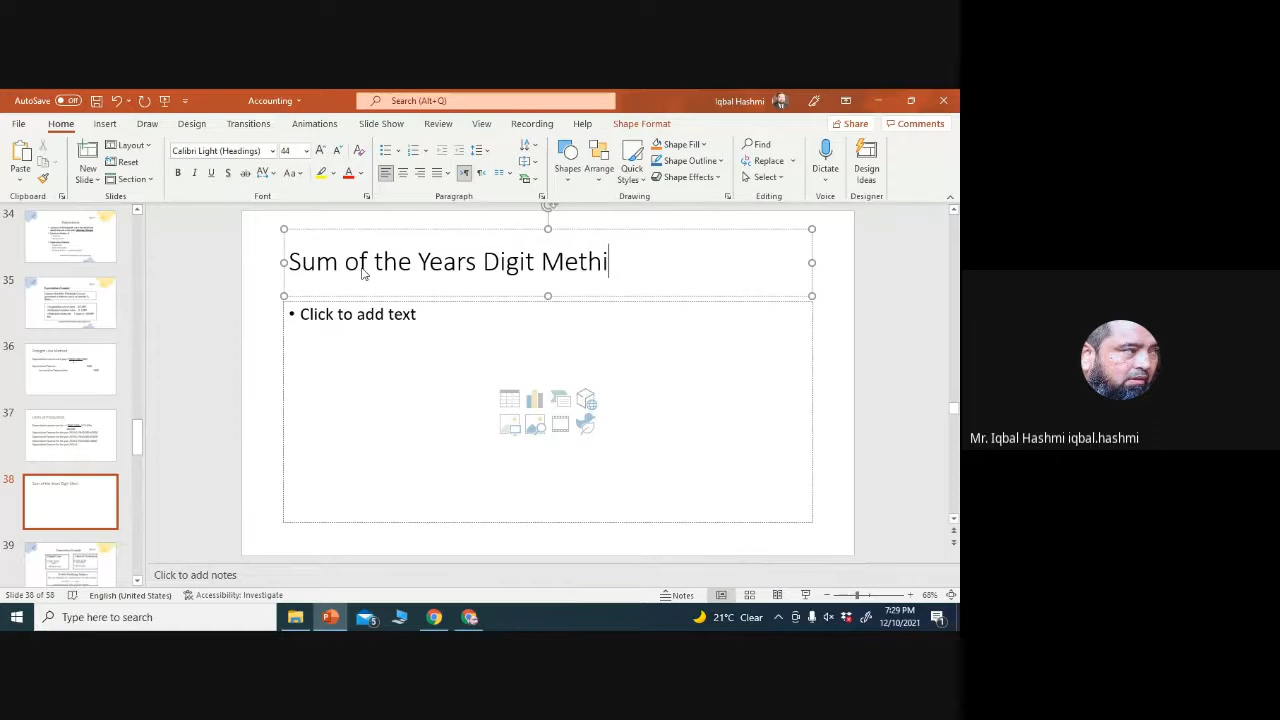 AutoSave Off
Accounting
Search (Alt+Q)
Iqbal Hashmi
File Home Insert Draw Design Transitions Animations Slide Show Review View Recording Help Shape Format
Share Comments
Paste
New
Slide
Layout
Reset
Section
Calibri Light (Headings) 44
Shapes Arrange Quick
Styles
Shape Fill
Shape Outline
Shape Effects
Find
Replace
Select
Dictate
Design
Ideas
Clipboard Slides Font Paragraph Drawing Editing Voice Designer
34
35
36
37
38
39
Sum of the Years Digit Methi
• Click to add text
Click to add notes
Slide 38 of 58 English (United States) Accessibility: Investigate Notes 68%
Type here to search
5
21°C Clear
7:29 PM
12/10/2021
1
Mr. Iqbal Hashmi iqbal.hashmi